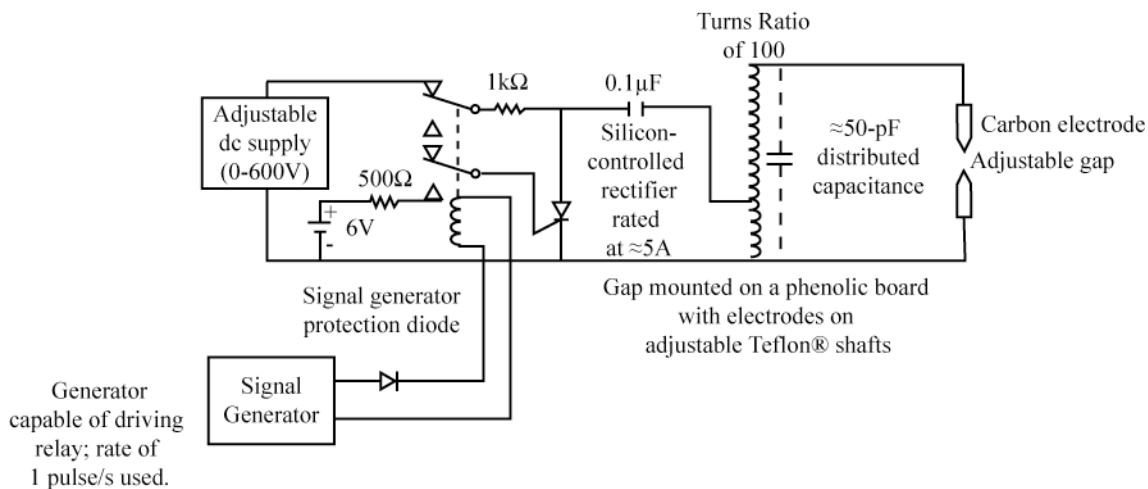 Turns Ratio
of 100
1kΩ
0.1μF
Adjustable
dc supply
(0-600V)
Silicon-
controlled
rectifier
rated
at ≈5A
≈50-pF
distributed
capacitance
Carbon electrode
Adjustable gap
500Ω
+
6V
-
Signal generator
protection diode
Gap mounted on a phenolic board
with electrodes on
adjustable Teflon® shafts
Signal
Generator
Generator
capable of driving
relay; rate of
1 pulse/s used.